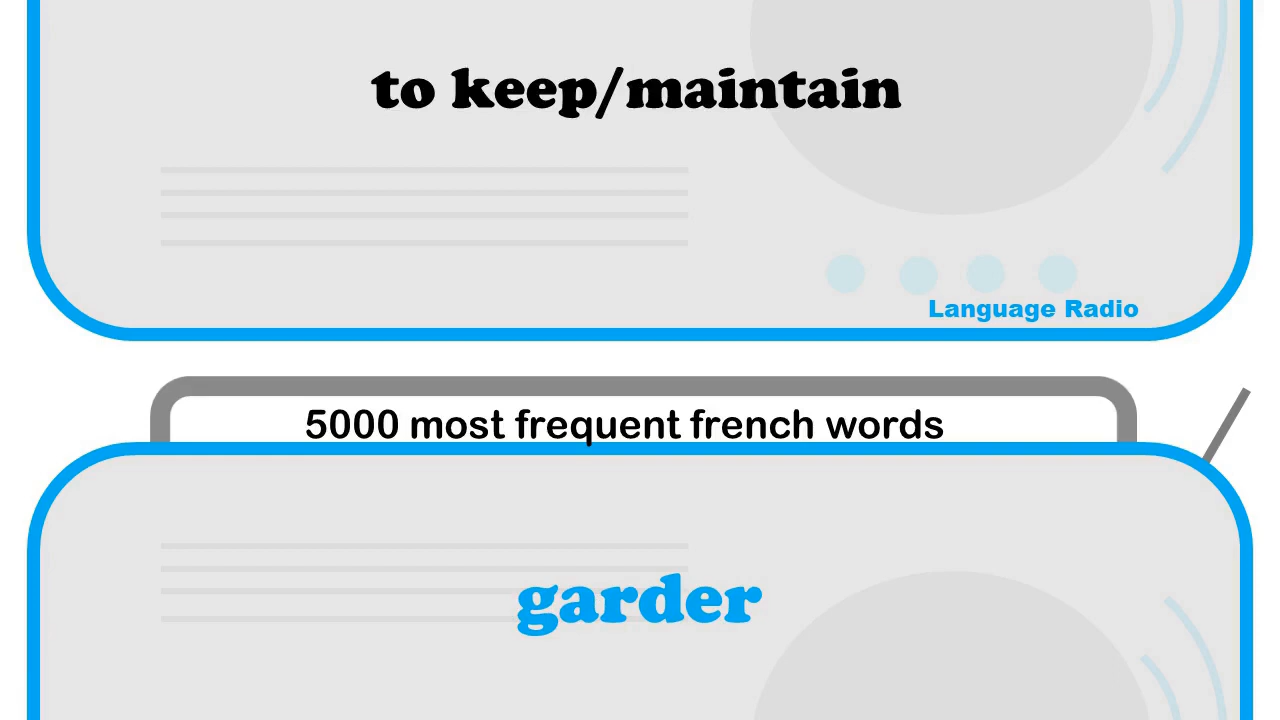 to keep/maintain
Language Radio
5000 most frequent french words
garder